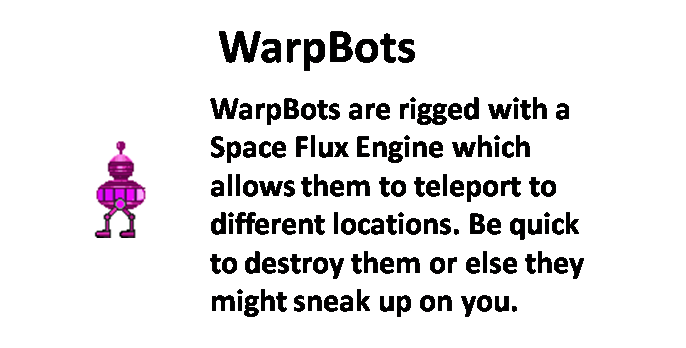 WarpBots
WarpBots are rigged with a
Space Flux Engine which
allows them to teleport to
different locations. Be quick
to destroy them or else they
might sneak up on you.